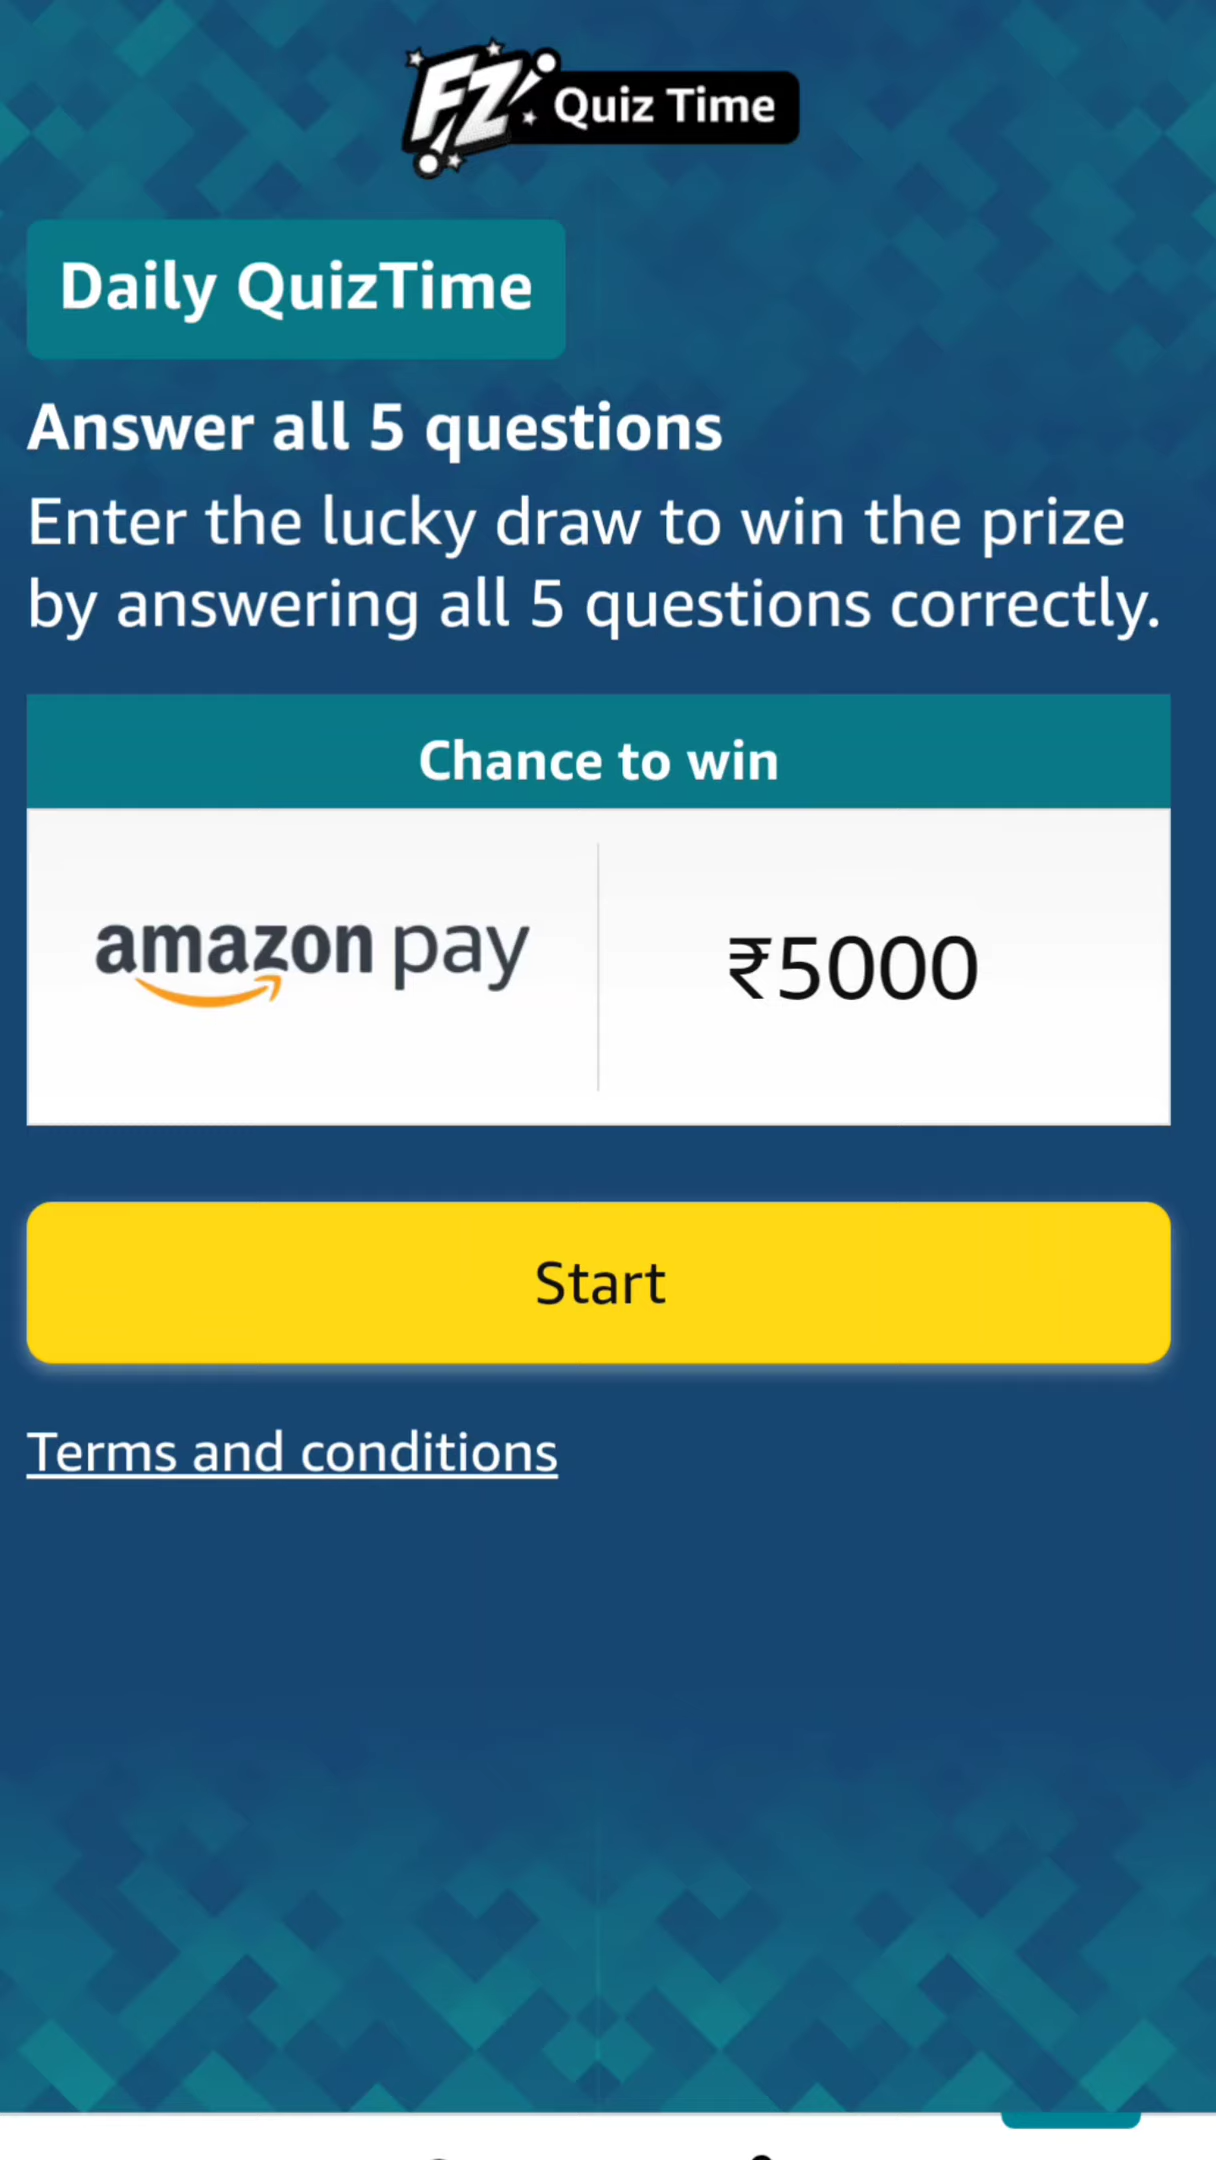 FZ Quiz Time
Daily QuizTime
Answer all 5 questions
Enter the lucky draw to win the prize
by answering all 5 questions correctly.
Chance to win
amazon pay
₹5000
Start
Terms and conditions